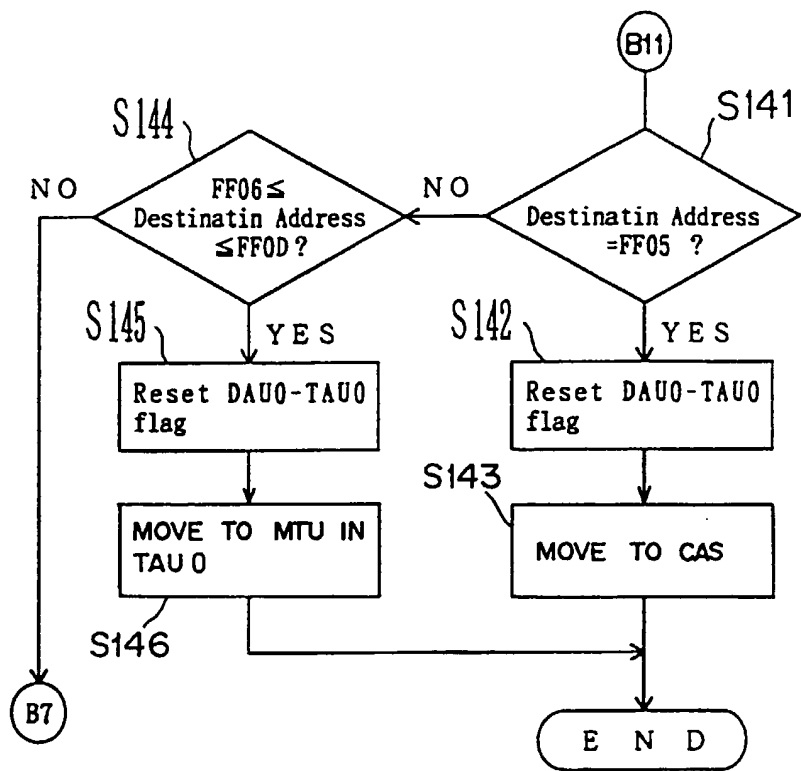 B11
S141
S144
NO
FF06≦
Destinatin Address
≦FF0D?
NO
Destinatin Address
=FF05 ?
S145
YES
S142
YES
Reset DAU0-TAU0
flag
Reset DAU0-TAU0
flag
S143
MOVE TO MTU IN
TAU 0
MOVE TO CAS
S146
B7
E N D